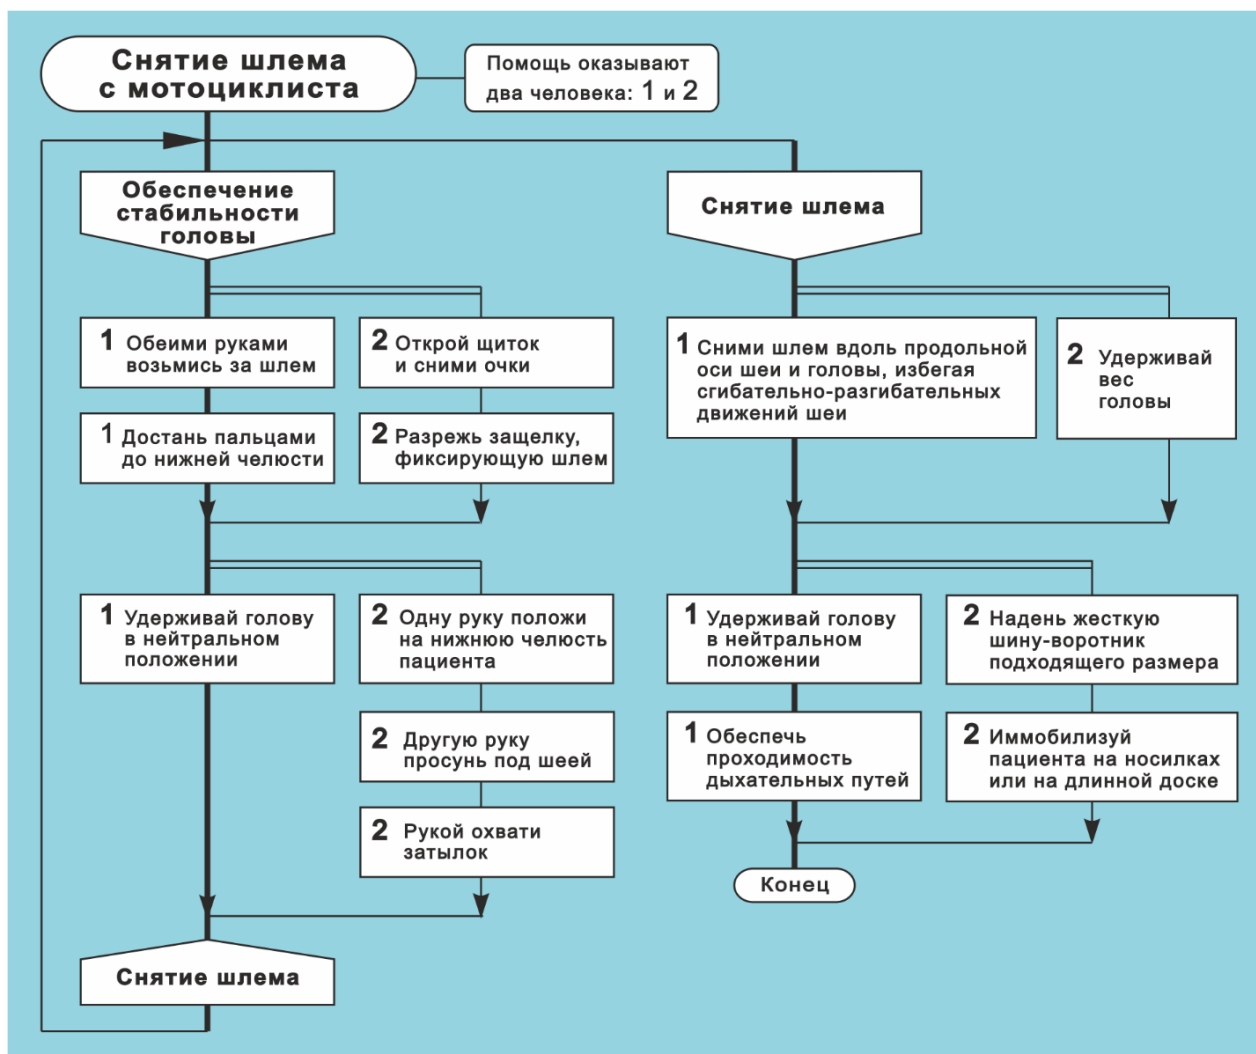 Снятие шлема
с мотоциклиста
Помощь оказывают
два человека: 1 и 2
Обеспечение
стабильности
головы
1 Обеими руками
возьмись за шлем
2 Открой щиток
и сними очки
1 Достань пальцами
до нижней челюсти
2 Разрежь защелку,
фиксирующую шлем
1 Удерживай голову
в нейтральном
положении
2 Одну руку положи
на нижнюю челюсть
пациента
2 Другую руку
просунь под шеей
2 Рукой охвати
затылок
Снятие шлема
Снятие шлема
1 Сними шлем вдоль продольной
оси шеи и головы, избегая
сгибательно-разгибательных
движений шеи
2 Удерживай
вес
головы
1 Удерживай голову
в нейтральном
положении
2 Надень жесткую
шину-воротник
подходящего размера
1 Обеспечь
проходимость
дыхательных путей
2 Иммобилизуй
пациента на носилках
или на длинной доске
Конец